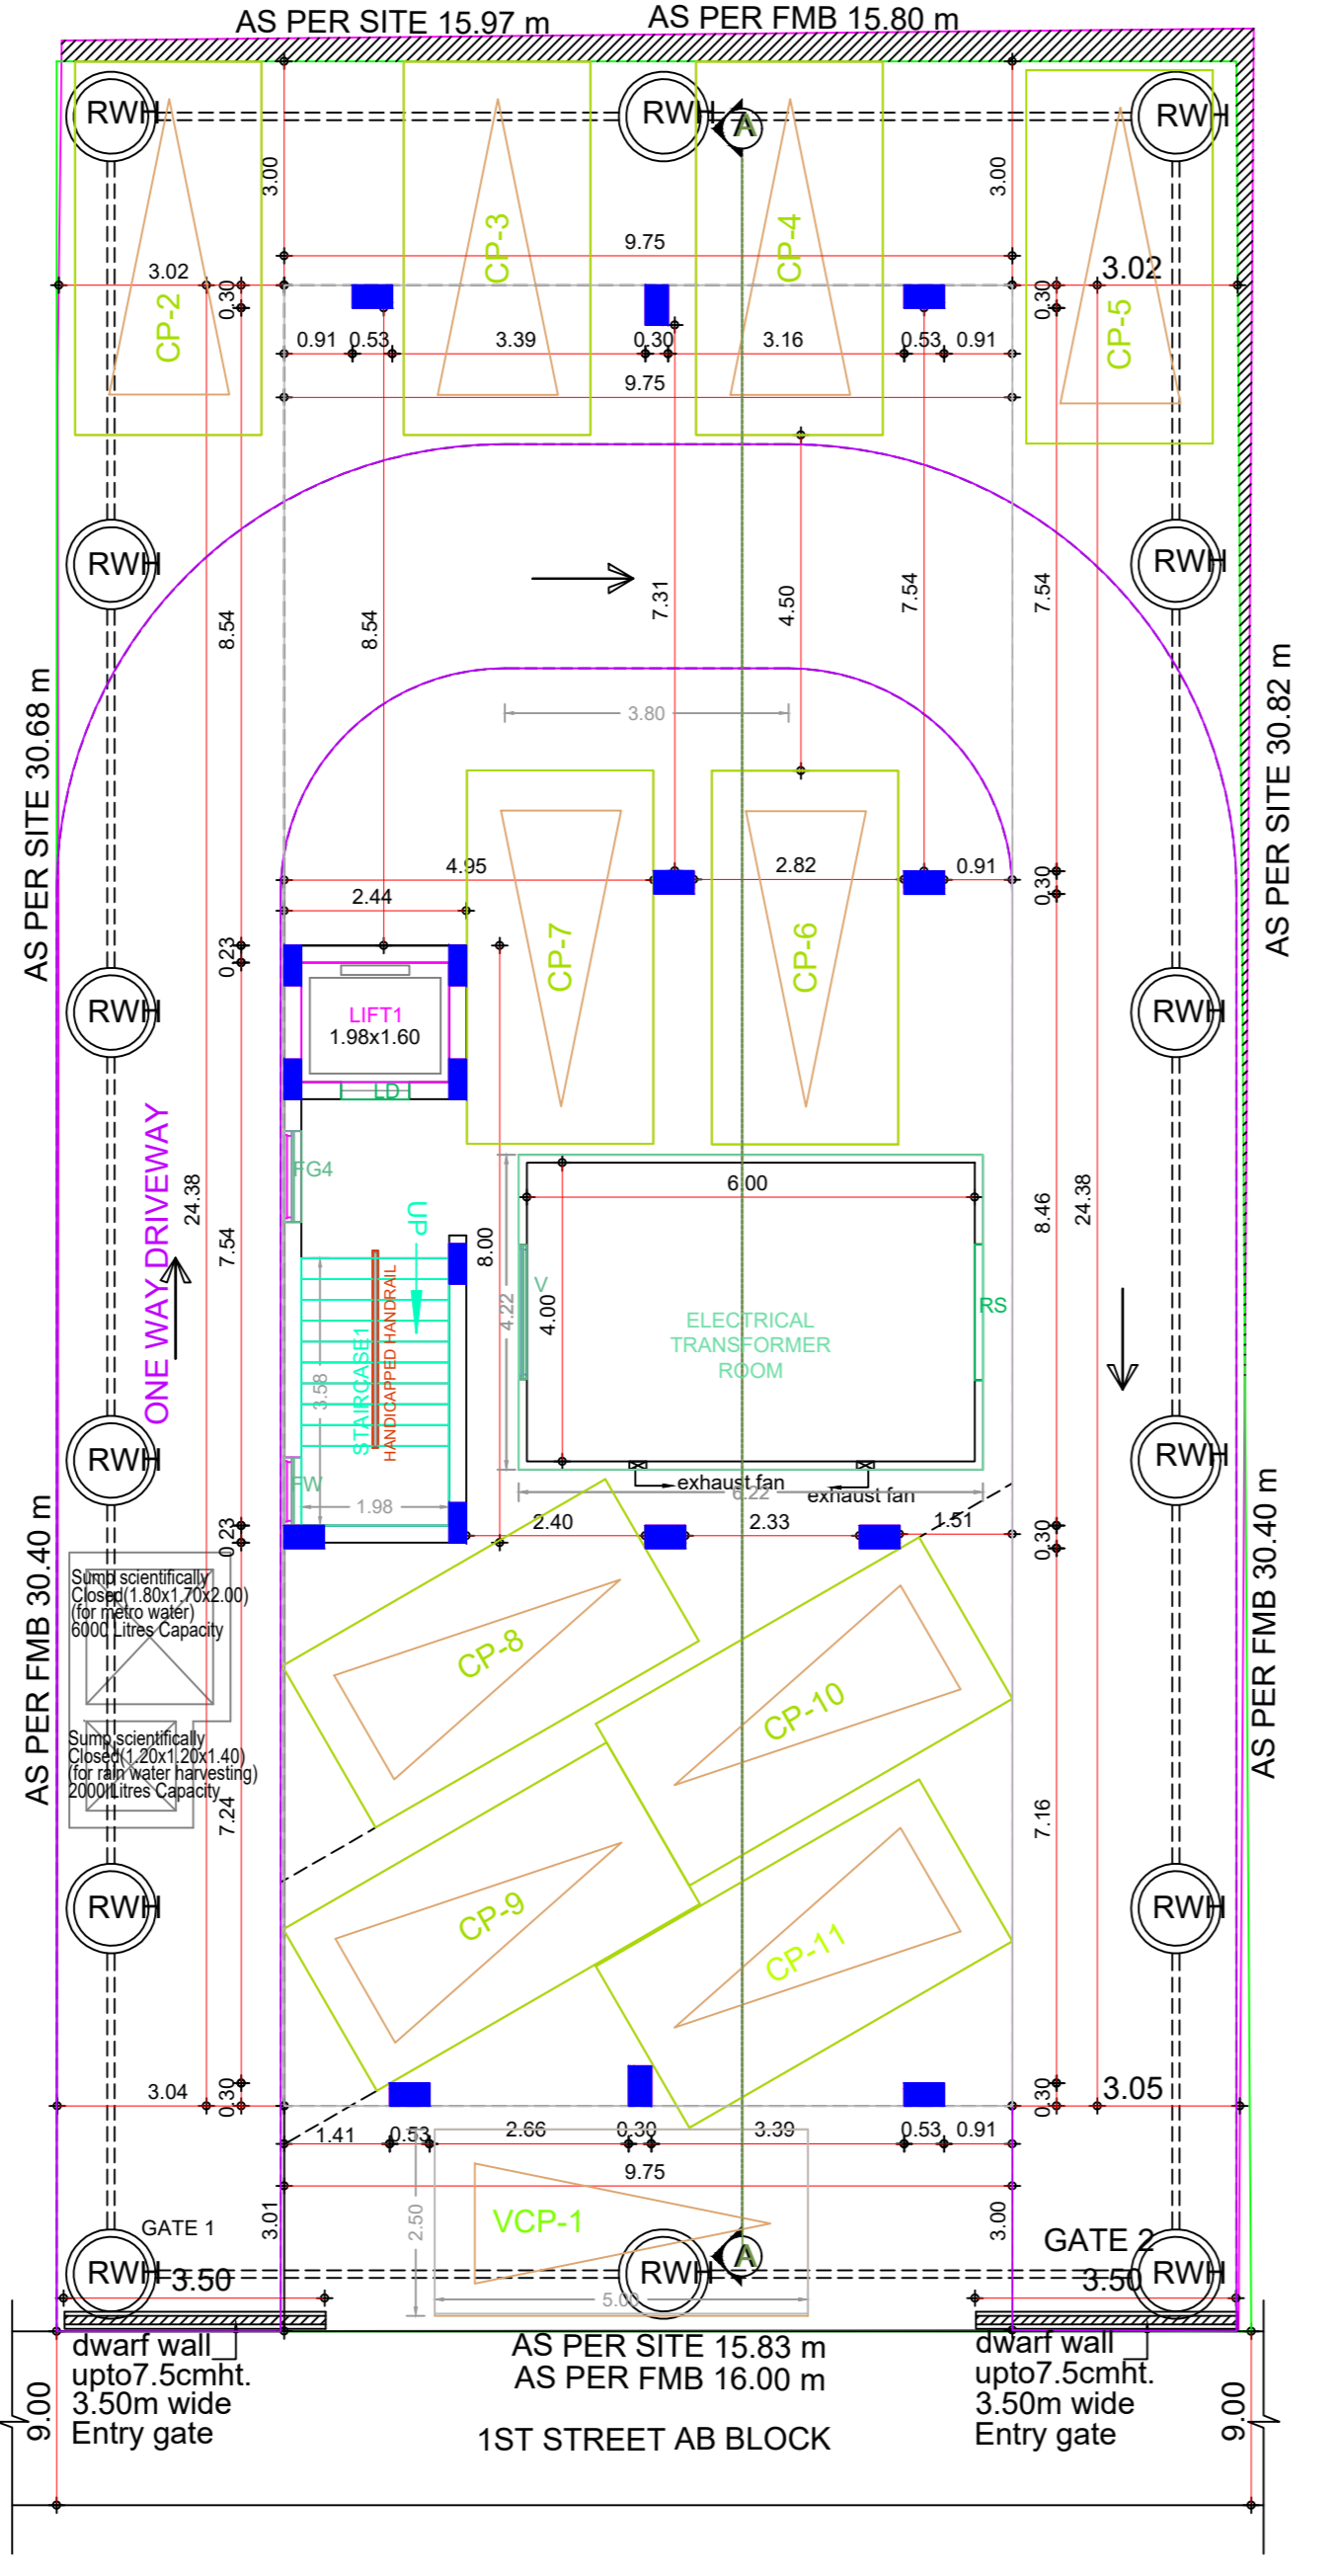 AS PER SITE 15.97 m
AS PER FMB 15.80 m
RWH
RWH
RWH
A
3.00
3.00
CP-3
CP-4
9.75
3.02
3.02
0.30
0.30
CP-2
CP-5
0.91
0.53
3.39
0.30
3.16
0.53
0.91
9.75
RWH
RWH
8.54
8.54
7.31
4.50
7.54
7.54
AS PER SITE 30.68 m
AS PER SITE 30.82 m
3.80
4.95
2.82
0.91
0.30
2.44
0.23
CP-7
CP-6
RWH
RWH
LIFT1
1.98x1.60
LD
ONE WAY DRIVEWAY
FG4
24.38
7.54
UP
8.00
6.00
8.46
24.38
V
4.22
4.00
RS
ELECTRICAL
TRANSFORMER
ROOM
STAIRCASE1
HANDICAPPED HANDRAIL
3.58
RWH
RWH
FW
1.98
exhaust fan
exhaust fan
6.22
0.23
2.40
2.33
1.51
0.30
AS PER FMB 30.40 m
AS PER FMB 30.40 m
Sump scientifically
Closed(1.80x1.70x2.00)
(for metro water)
6000 Litres Capacity
CP-8
CP-10
Sump scientifically
Closed(1.20x1.20x1.40)
(for rain water harvesting)
2000 Litres Capacity
7.24
7.16
RWH
RWH
CP-9
CP-11
3.04
0.30
0.30
3.05
1.41
0.53
2.66
0.30
3.39
0.53
0.91
9.75
3.01
2.50
VCP-1
3.00
GATE 1
GATE 2
RWH
RWH
A
RWH
3.50
5.00
3.50
dwarf wall
upto7.5cmht.
3.50m wide
Entry gate
AS PER SITE 15.83 m
AS PER FMB 16.00 m
dwarf wall
upto7.5cmht.
3.50m wide
Entry gate
9.00
9.00
1ST STREET AB BLOCK